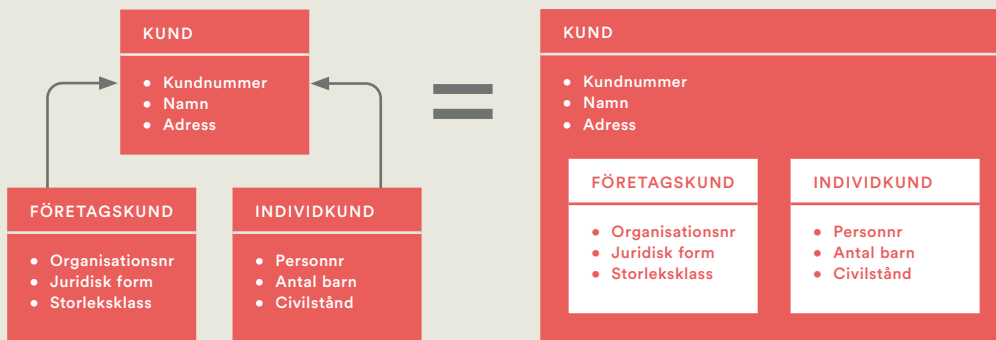 KUND
• Kundnummer
• Namn
• Adress
FÖRETAGSKUND
• Organisationsnr
• Juridisk form
• Storleksklass
INDIVIDKUND
• Personnr
• Antal barn
• Civilstånd
=
KUND
• Kundnummer
• Namn
• Adress
FÖRETAGSKUND
• Organisationsnr
• Juridisk form
• Storleksklass
INDIVIDKUND
• Personnr
• Antal barn
• Civilstånd